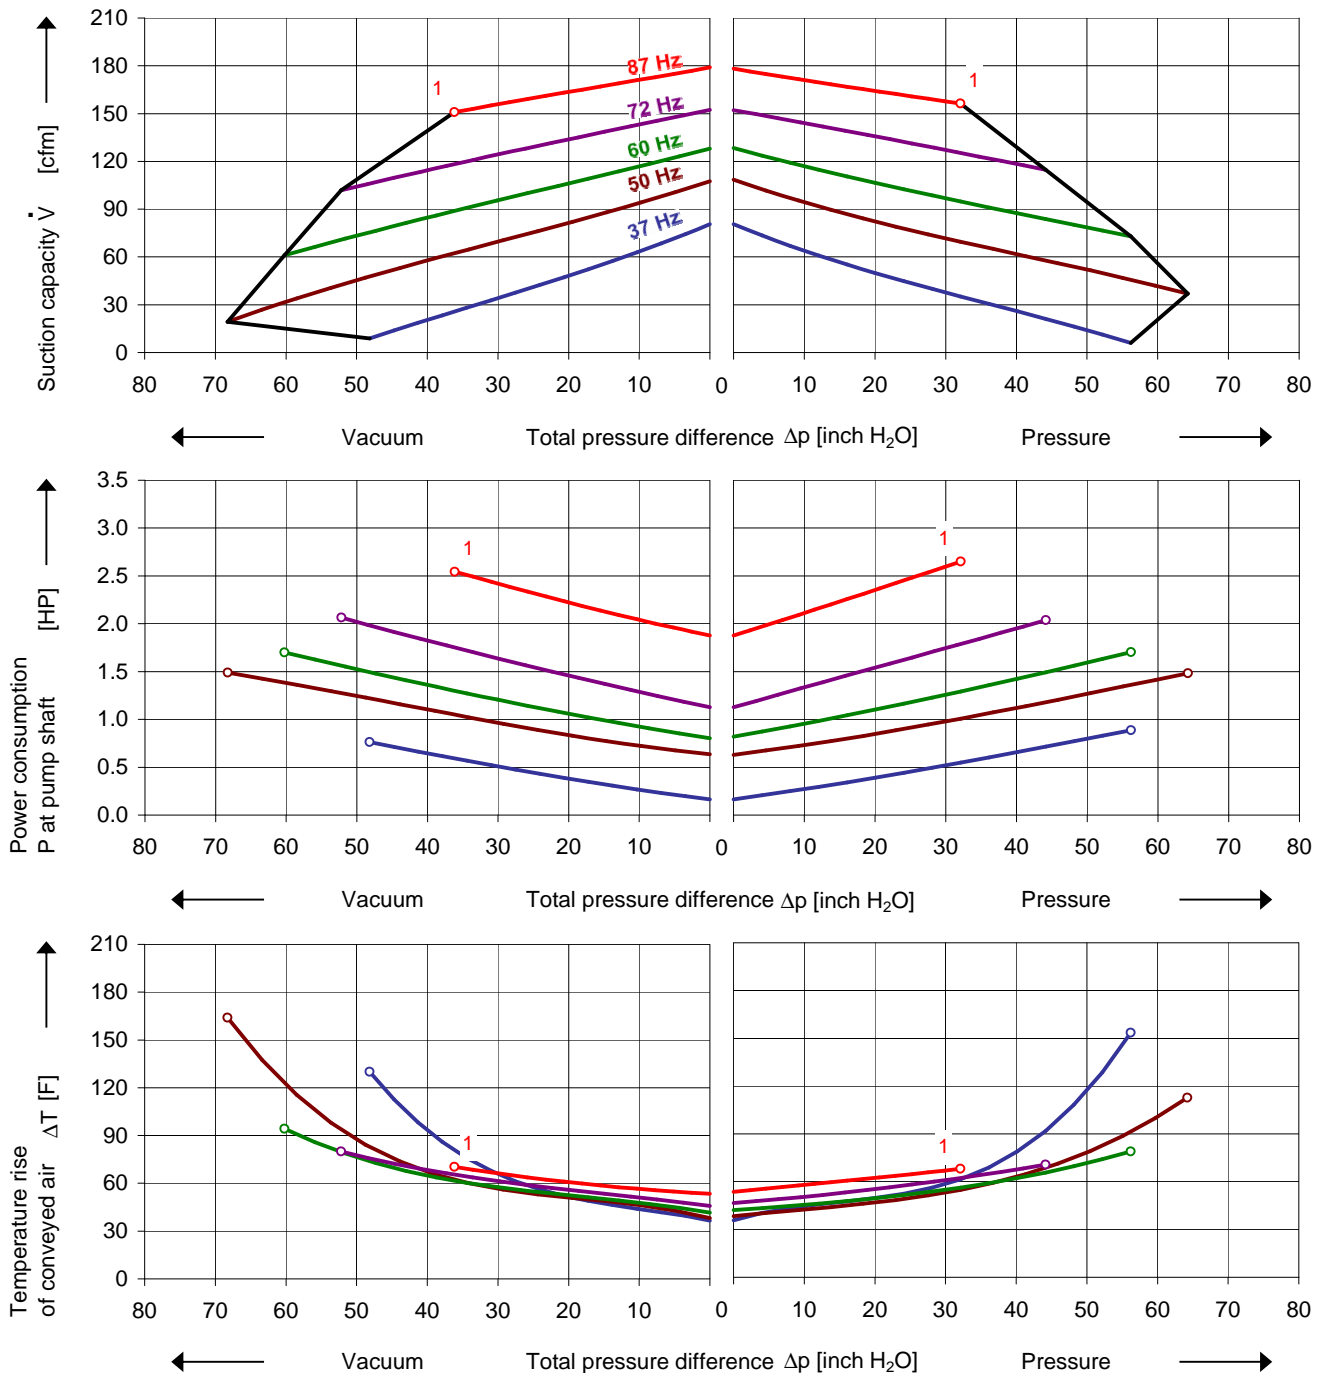 210
180
150
120
90
60
30
0
Suction capacity V̇ [cfm]
1
87 Hz
72 Hz
60 Hz
50 Hz
37 Hz
1
80 70 60 50 40 30 20 10 0 10 20 30 40 50 60 70 80
Vacuum Total pressure difference Δp [inch H₂O] Pressure
3.5
3.0
2.5
2.0
1.5
1.0
0.5
0.0
Power consumption
P at pump shaft [HP]
1
1
80 70 60 50 40 30 20 10 0 10 20 30 40 50 60 70 80
Vacuum Total pressure difference Δp [inch H₂O] Pressure
210
180
150
120
90
60
30
0
Temperature rise
of conveyed air ΔT [F]
1
1
80 70 60 50 40 30 20 10 0 10 20 30 40 50 60 70 80
Vacuum Total pressure difference Δp [inch H₂O] Pressure